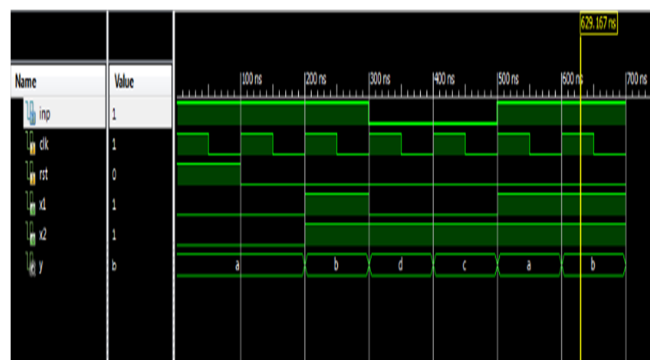 629.167 ns
Name Value
100 ns 200 ns 300 ns 400 ns 500 ns 600 ns 700 ns
inp 1
clk 1
rst 0
x1 1
x2 1
y b a b d c a b